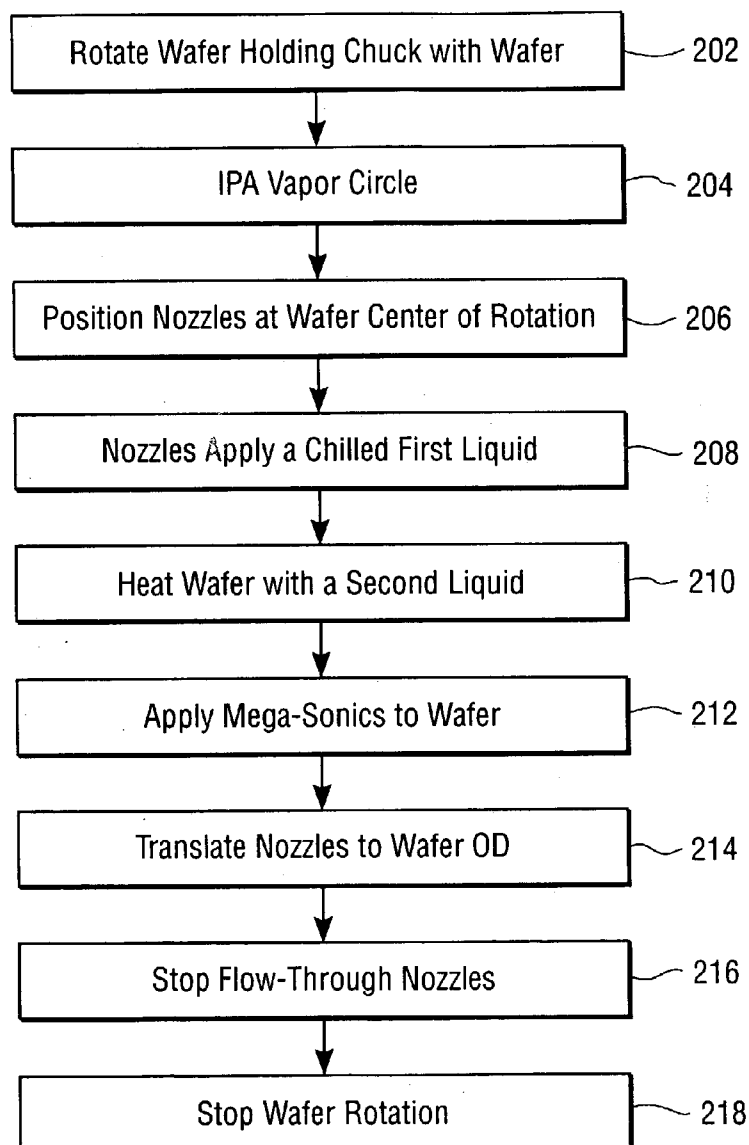 Rotate Wafer Holding Chuck with Wafer 202
IPA Vapor Circle 204
Position Nozzles at Wafer Center of Rotation 206
Nozzles Apply a Chilled First Liquid 208
Heat Wafer with a Second Liquid 210
Apply Mega-Sonics to Wafer 212
Translate Nozzles to Wafer OD 214
Stop Flow-Through Nozzles 216
Stop Wafer Rotation 218